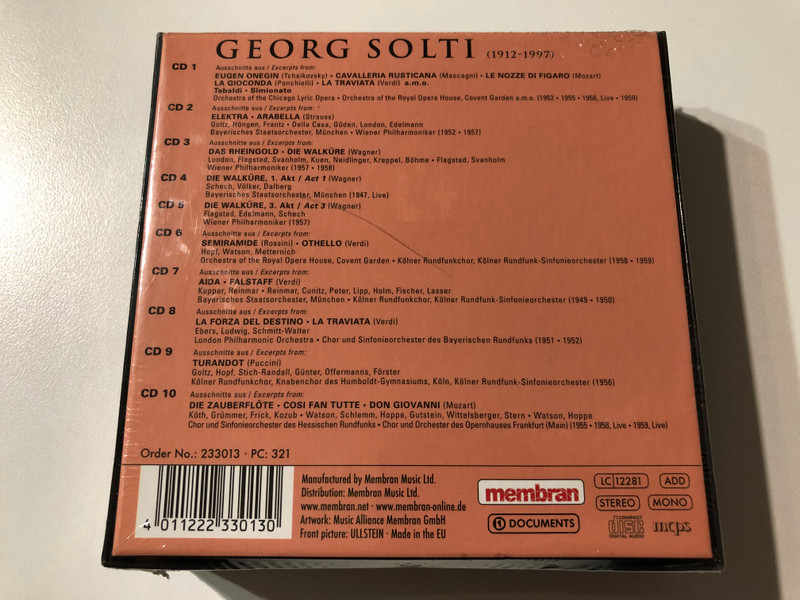 GEORG SOLTI (1912-1997)
CD 1 Ausschnitte aus / Excerpts from:
EUGEN ONEGIN (Tchaikovsky) • CAVALLERIA RUSTICANA (Mascagni) • LE NOZZE DI FIGARO (Mozart)
LA GIOCONDA (Ponchielli) • LA TRAVIATA (Verdi) a.m.o.
Tebaldi • Simionato
Orchestra of the Chicago Lyric Opera • Orchestra of the Royal Opera House, Covent Garden a.m.o. (1952 • 1955 • 1956, Live • 1959)
CD 2 Ausschnitte aus / Excerpts from:
ELEKTRA • ARABELLA (Strauss)
Goltz, Höngen, Frantz • Della Casa, Güden, London, Edelmann
Bayerisches Staatsorchester, München • Wiener Philharmoniker (1952 • 1957)
CD 3 Ausschnitte aus / Excerpts from:
DAS RHEINGOLD • DIE WALKÜRE (Wagner)
London, Flagstad, Svanholm, Kuen, Neidlinger, Kreppel, Böhme • Flagstad, Svanholm
Wiener Philharmoniker (1957 • 1958)
CD 4 DIE WALKÜRE, 1. Akt / Act 1 (Wagner)
Schech, Völker, Dalberg
Bayerisches Staatsorchester, München (1947, Live)
CD 5 DIE WALKÜRE, 3. Akt / Act 3 (Wagner)
Flagstad, Edelmann, Schech
Wiener Philharmoniker (1957)
CD 6 Ausschnitte aus / Excerpts from:
SEMIRAMIDE (Rossini) • OTHELLO (Verdi)
Hopf, Watson, Metternich
Orchestra of the Royal Opera House, Covent Garden • Kölner Rundfunkchor, Kölner Rundfunk-Sinfonieorchester (1958 • 1959)
CD 7 Ausschnitte aus / Excerpts from:
AIDA • FALSTAFF (Verdi)
Kupper, Reinmar • Reinmar, Cunitz, Peter, Lipp, Holm, Fischer, Lasser
Bayerisches Staatsorchester, München • Kölner Rundfunkchor, Kölner Rundfunk-Sinfonieorchester (1949 • 1950)
CD 8 Ausschnitte aus / Excerpts from:
LA FORZA DEL DESTINO • LA TRAVIATA (Verdi)
Ebers, Ludwig, Schmitt-Walter
London Philharmonic Orchestra • Chor und Sinfonieorchester des Bayerischen Rundfunks (1951 • 1952)
CD 9 Ausschnitte aus / Excerpts from:
TURANDOT (Puccini)
Goltz, Hopf, Stich-Randall, Günter, Offermanns, Förster
Kölner Rundfunkchor, Knabenchor des Humboldt-Gymnasiums, Köln, Kölner Rundfunk-Sinfonieorchester (1956)
CD 10 Ausschnitte aus / Excerpts from:
DIE ZAUBERFLÖTE • COSI FAN TUTTE • DON GIOVANNI (Mozart)
Köth, Grümmer, Frick, Kozub • Watson, Schlemm, Hoppe, Gutstein, Wittelsberger, Stern • Watson, Hoppe
Chor und Sinfonieorchester des Hessischen Rundfunks • Chor und Orchester des Opernhauses Frankfurt (Main) (1955 • 1958, Live • 1959, Live)
Order No.: 233013 · PC: 321
4 011222 330130
Manufactured by Membran Music Ltd.
Distribution: Membran Music Ltd.
www.membran.net · www.membran-online.de
Artwork: Music Alliance Membran GmbH
Front picture: ULLSTEIN · Made in the EU
membran
DOCUMENTS
LC 12281 ADD
STEREO MONO
COMPACT disc DIGITAL AUDIO mcps